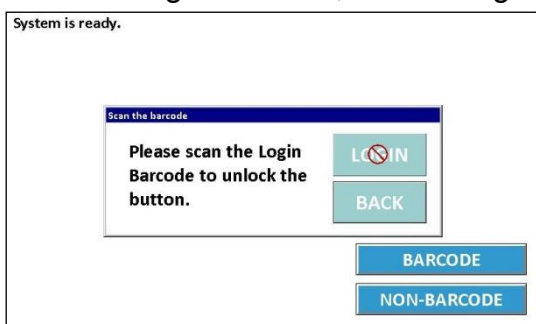 System is ready.
Scan the barcode
Please scan the Login
Barcode to unlock the
button.
LOGIN
BACK
BARCODE
NON-BARCODE